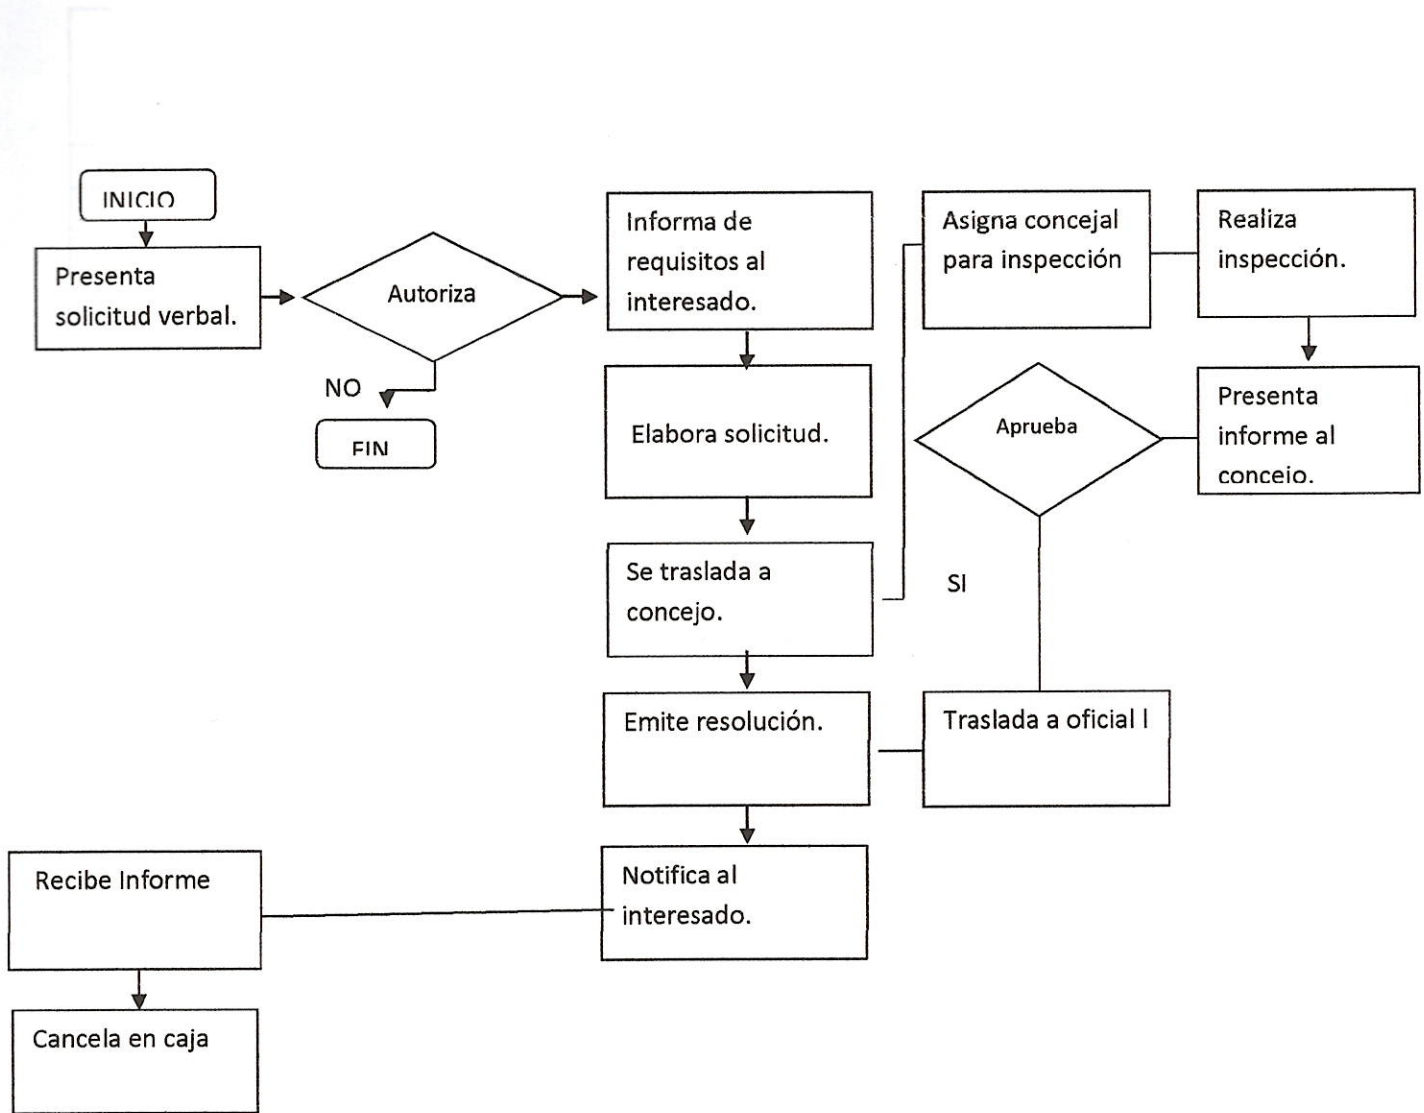 INICIO
Presenta
solicitud verbal.
Autoriza
NO
FIN
Informa de
requisitos al
interesado.
Elabora solicitud.
Se traslada a
concejo.
Asigna concejal
para inspección
Realiza
inspección.
Presenta
informe al
concejo.
Aprueba
SI
Traslada a oficial I
Emite resolución.
Notifica al
interesado.
Recibe Informe
Cancela en caja